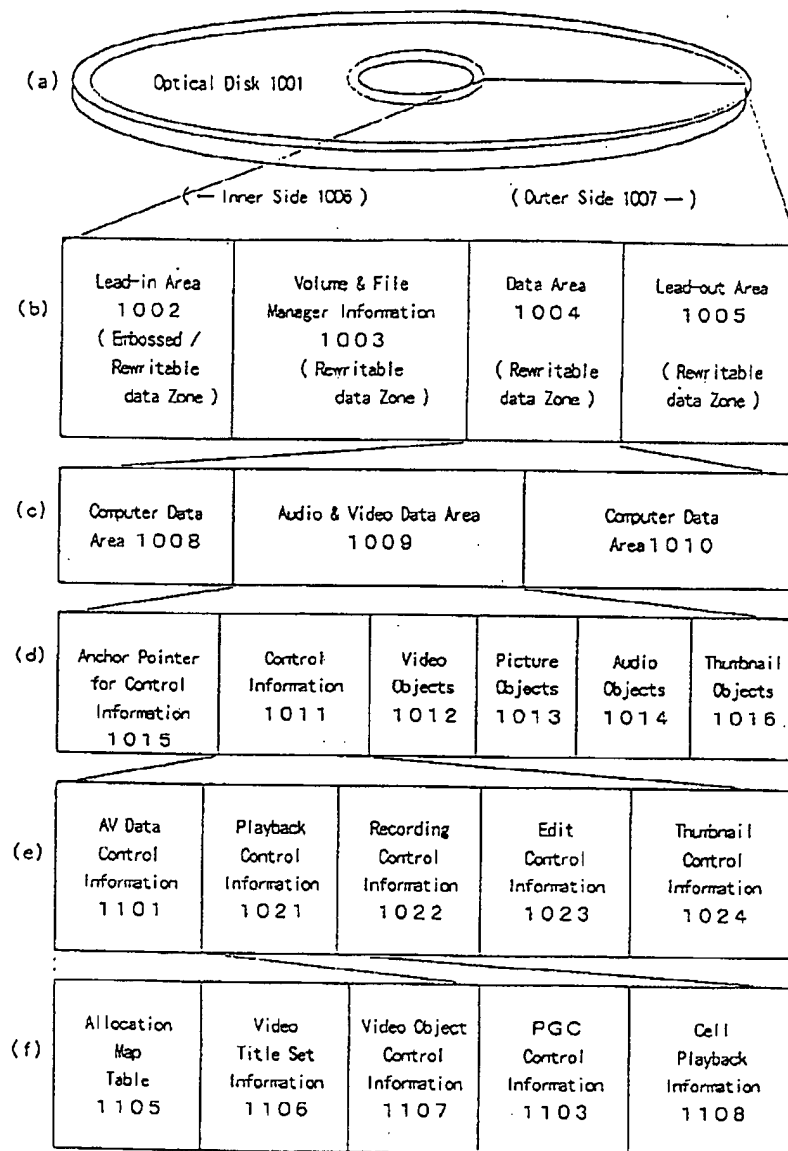 (a)
Optical Disk 1001
(← Inner Side 1006 )
(Outer Side 1007 —)
(b)
Lead-in Area
1002
( Embossed /
Rewritable
data Zone )
Volume & File
Manager Information
1003
( Rewritable
data Zone )
Data Area
1004
( Rewritable
data Zone )
Lead-out Area
1005
( Rewritable
data Zone )
(c)
Computer Data
Area 1008
Audio & Video Data Area
1009
Computer Data
Area 1010
(d)
Anchor Pointer
for Control
Information
1015
Control
Information
1011
Video
Objects
1012
Picture
Objects
1013
Audio
Objects
1014
Thumbnail
Objects
1016
(e)
AV Data
Control
Information
1101
Playback
Control
Information
1021
Recording
Control
Information
1022
Edit
Control
Information
1023
Thumbnail
Control
Information
1024
(f)
Allocation
Map
Table
1105
Video
Title Set
Information
1106
Video Object
Control
Information
1107
PGC
Control
Information
1103
Cell
Playback
Information
1108